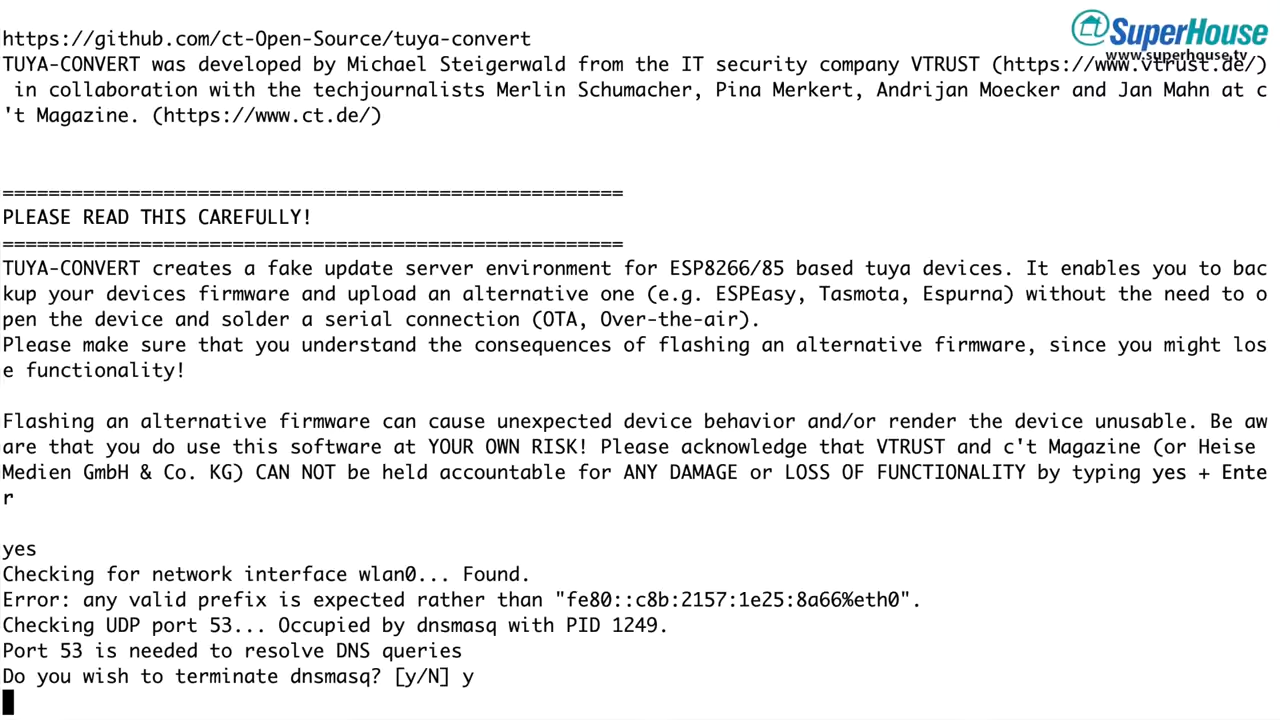 SuperHouse
www.superhouse.tv
https://github.com/ct-Open-Source/tuya-convert
TUYA-CONVERT was developed by Michael Steigerwald from the IT security company VTRUST (https://www.vtrust.de/)
 in collaboration with the techjournalists Merlin Schumacher, Pina Merkert, Andrijan Moecker and Jan Mahn at c
't Magazine. (https://www.ct.de/)
======================================================
PLEASE READ THIS CAREFULLY!
======================================================
TUYA-CONVERT creates a fake update server environment for ESP8266/85 based tuya devices. It enables you to bac
kup your devices firmware and upload an alternative one (e.g. ESPEasy, Tasmota, Espurna) without the need to o
pen the device and solder a serial connection (OTA, Over-the-air).
Please make sure that you understand the consequences of flashing an alternative firmware, since you might los
e functionality!
Flashing an alternative firmware can cause unexpected device behavior and/or render the device unusable. Be aw
are that you do use this software at YOUR OWN RISK! Please acknowledge that VTRUST and c't Magazine (or Heise
Medien GmbH & Co. KG) CAN NOT be held accountable for ANY DAMAGE or LOSS OF FUNCTIONALITY by typing yes + Ente
r
yes
Checking for network interface wlan0... Found.
Error: any valid prefix is expected rather than "fe80::c8b:2157:1e25:8a66%eth0".
Checking UDP port 53... Occupied by dnsmasq with PID 1249.
Port 53 is needed to resolve DNS queries
Do you wish to terminate dnsmasq? [y/N] y